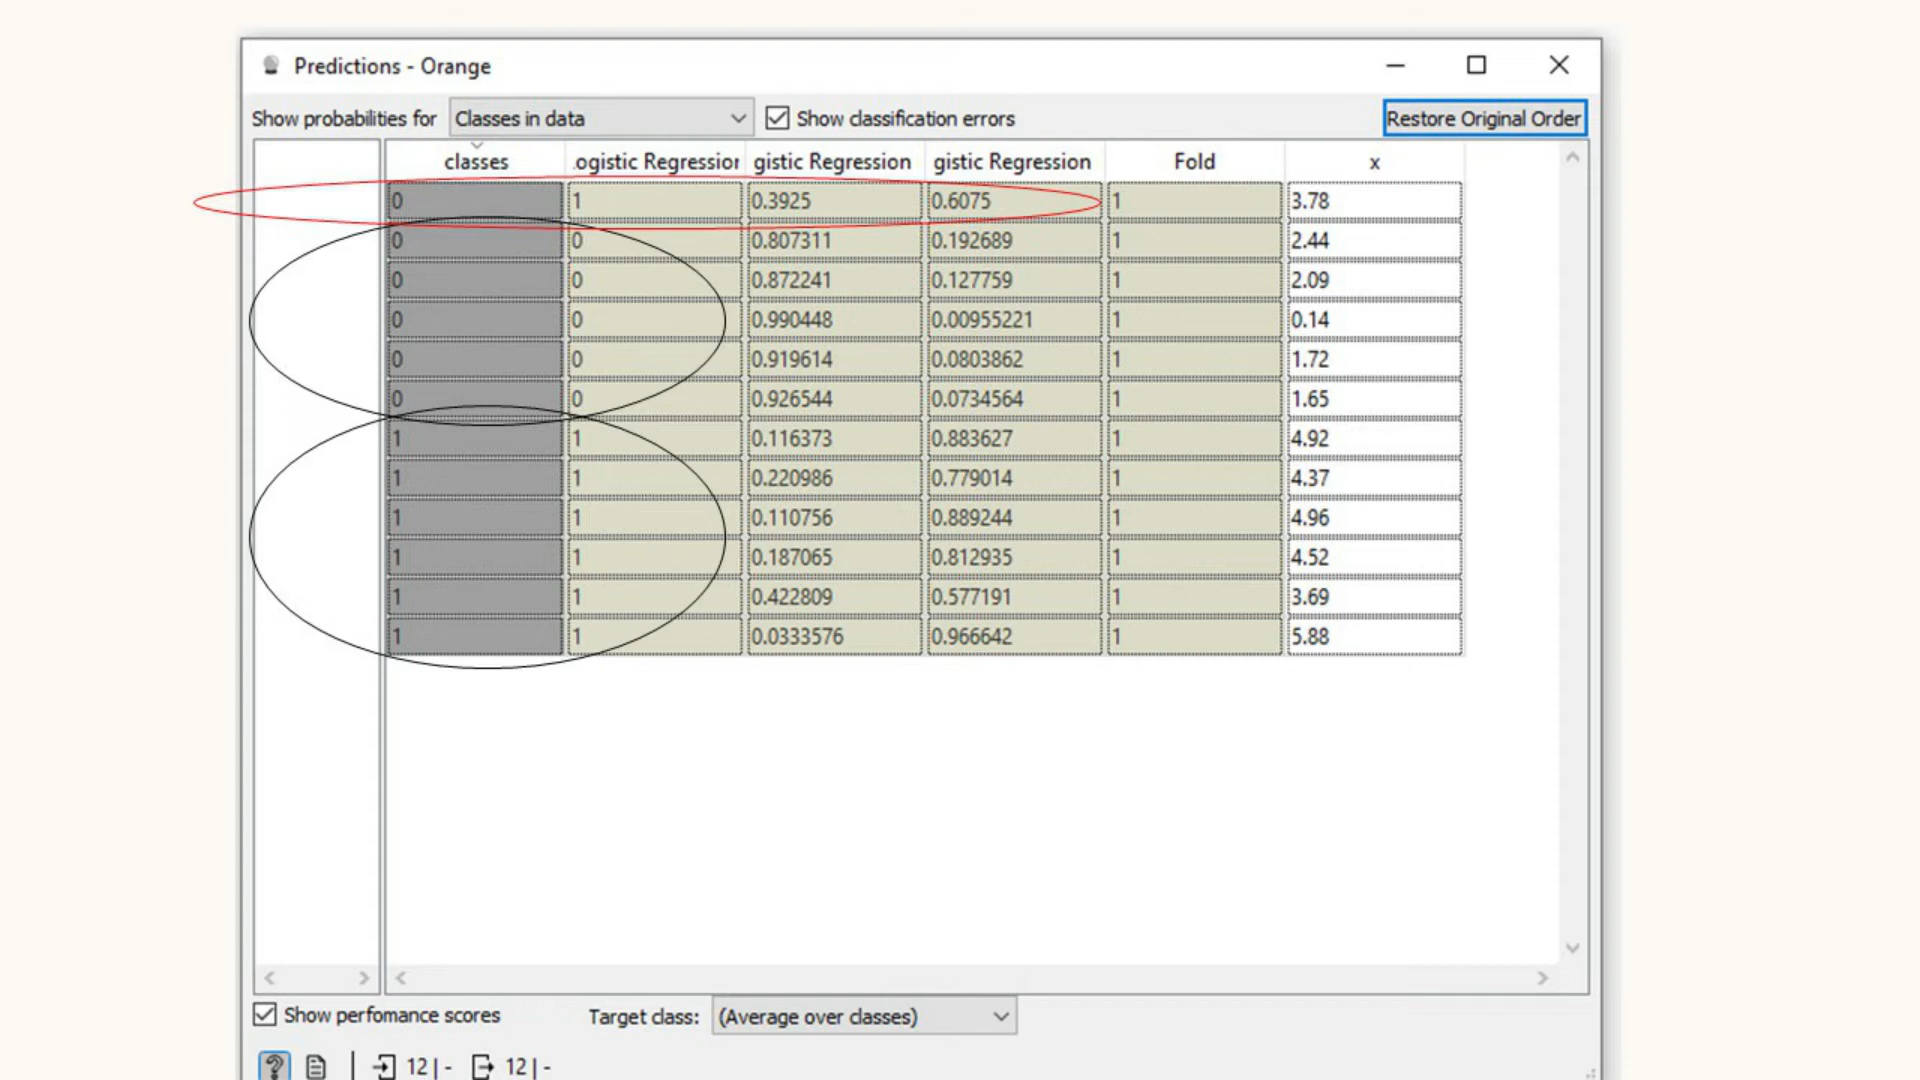 Predictions - Orange
Show probabilities for Classes in data Show classification errors Restore Original Order
classes .ogistic Regression gistic Regression gistic Regression Fold x
0 1 0.3925 0.6075 1 3.78
0 0 0.807311 0.192689 1 2.44
0 0 0.872241 0.127759 1 2.09
0 0 0.990448 0.00955221 1 0.14
0 0 0.919614 0.0803862 1 1.72
0 0 0.926544 0.0734564 1 1.65
1 1 0.116373 0.883627 1 4.92
1 1 0.220986 0.779014 1 4.37
1 1 0.110756 0.889244 1 4.96
1 1 0.187065 0.812935 1 4.52
1 1 0.422809 0.577191 1 3.69
1 1 0.0333576 0.966642 1 5.88
Show perfomance scores Target class: (Average over classes)
? 12 | - 12 | -